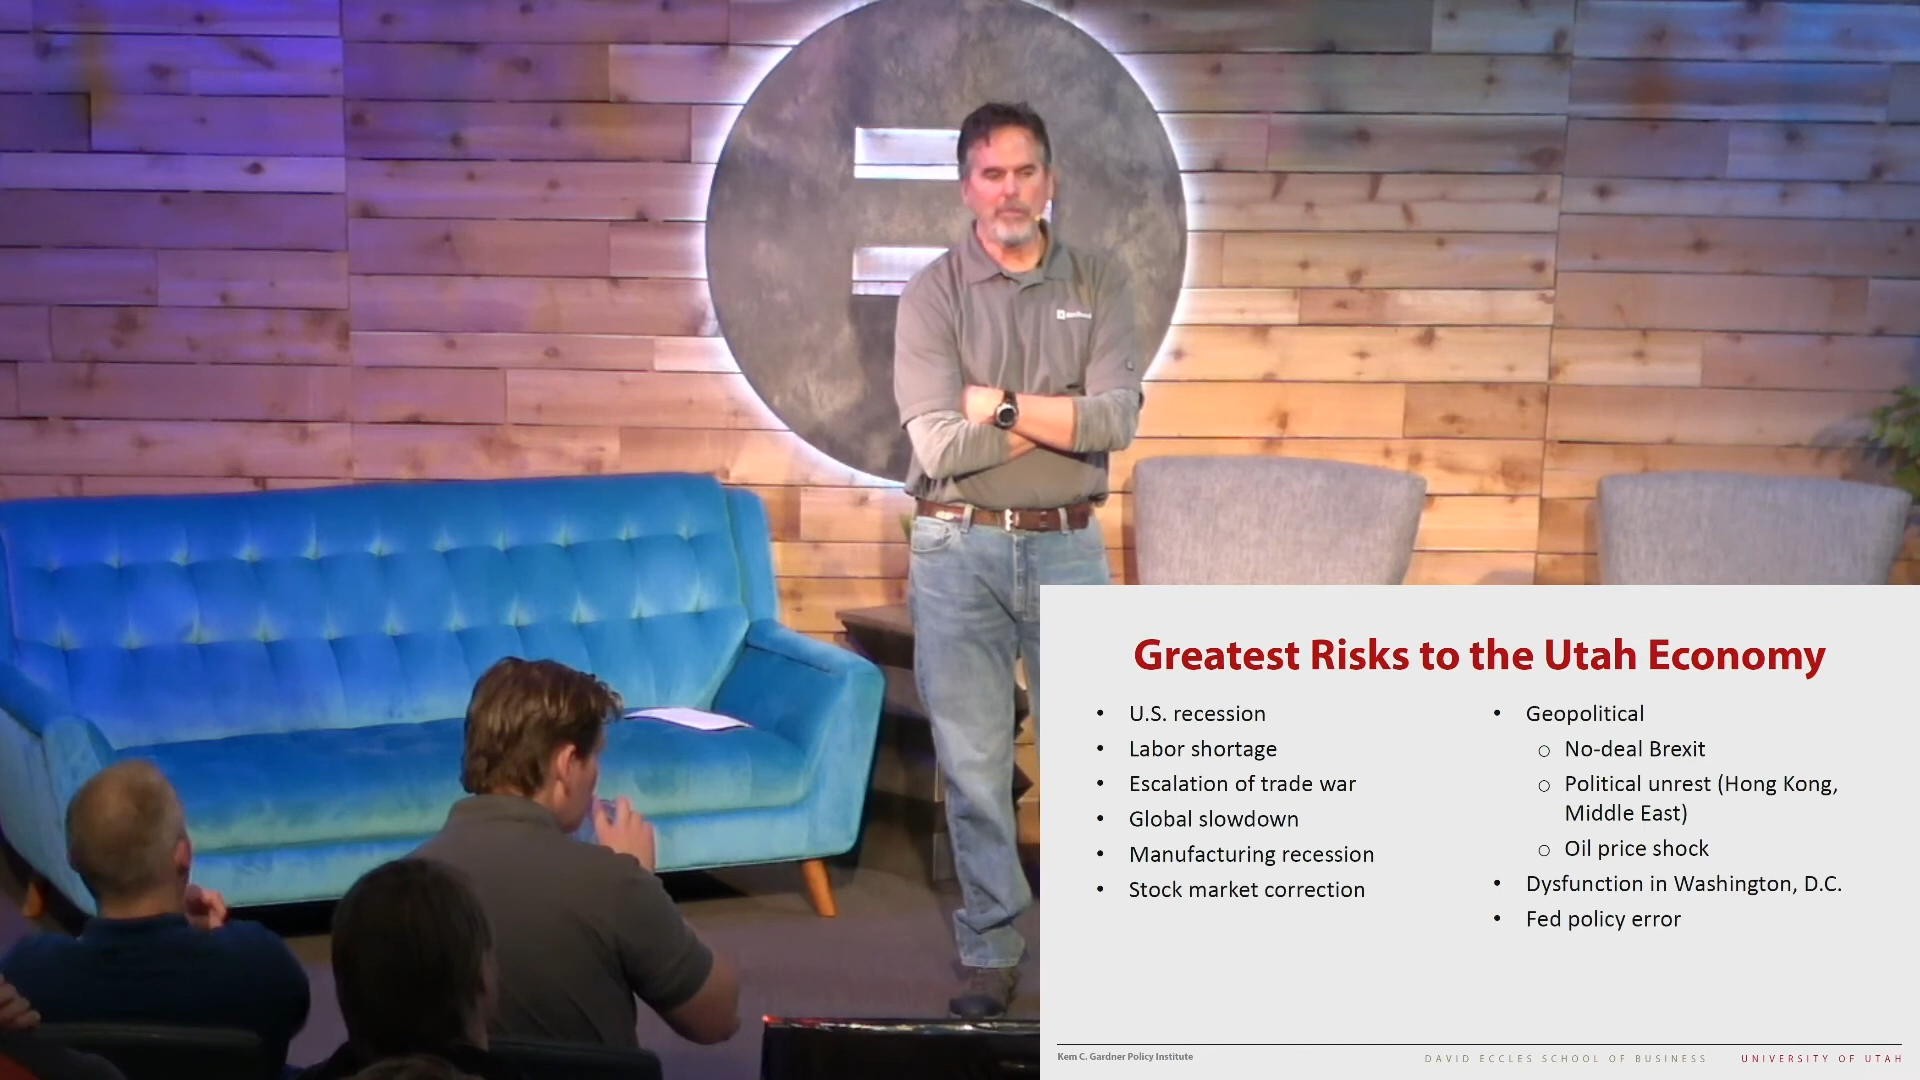 Greatest Risks to the Utah Economy
• U.S. recession
• Labor shortage
• Escalation of trade war
• Global slowdown
• Manufacturing recession
• Stock market correction
• Geopolitical
o No-deal Brexit
o Political unrest (Hong Kong,
Middle East)
o Oil price shock
• Dysfunction in Washington, D.C.
• Fed policy error
Kem C. Gardner Policy Institute
DAVID ECCLES SCHOOL OF BUSINESS UNIVERSITY OF UTAH